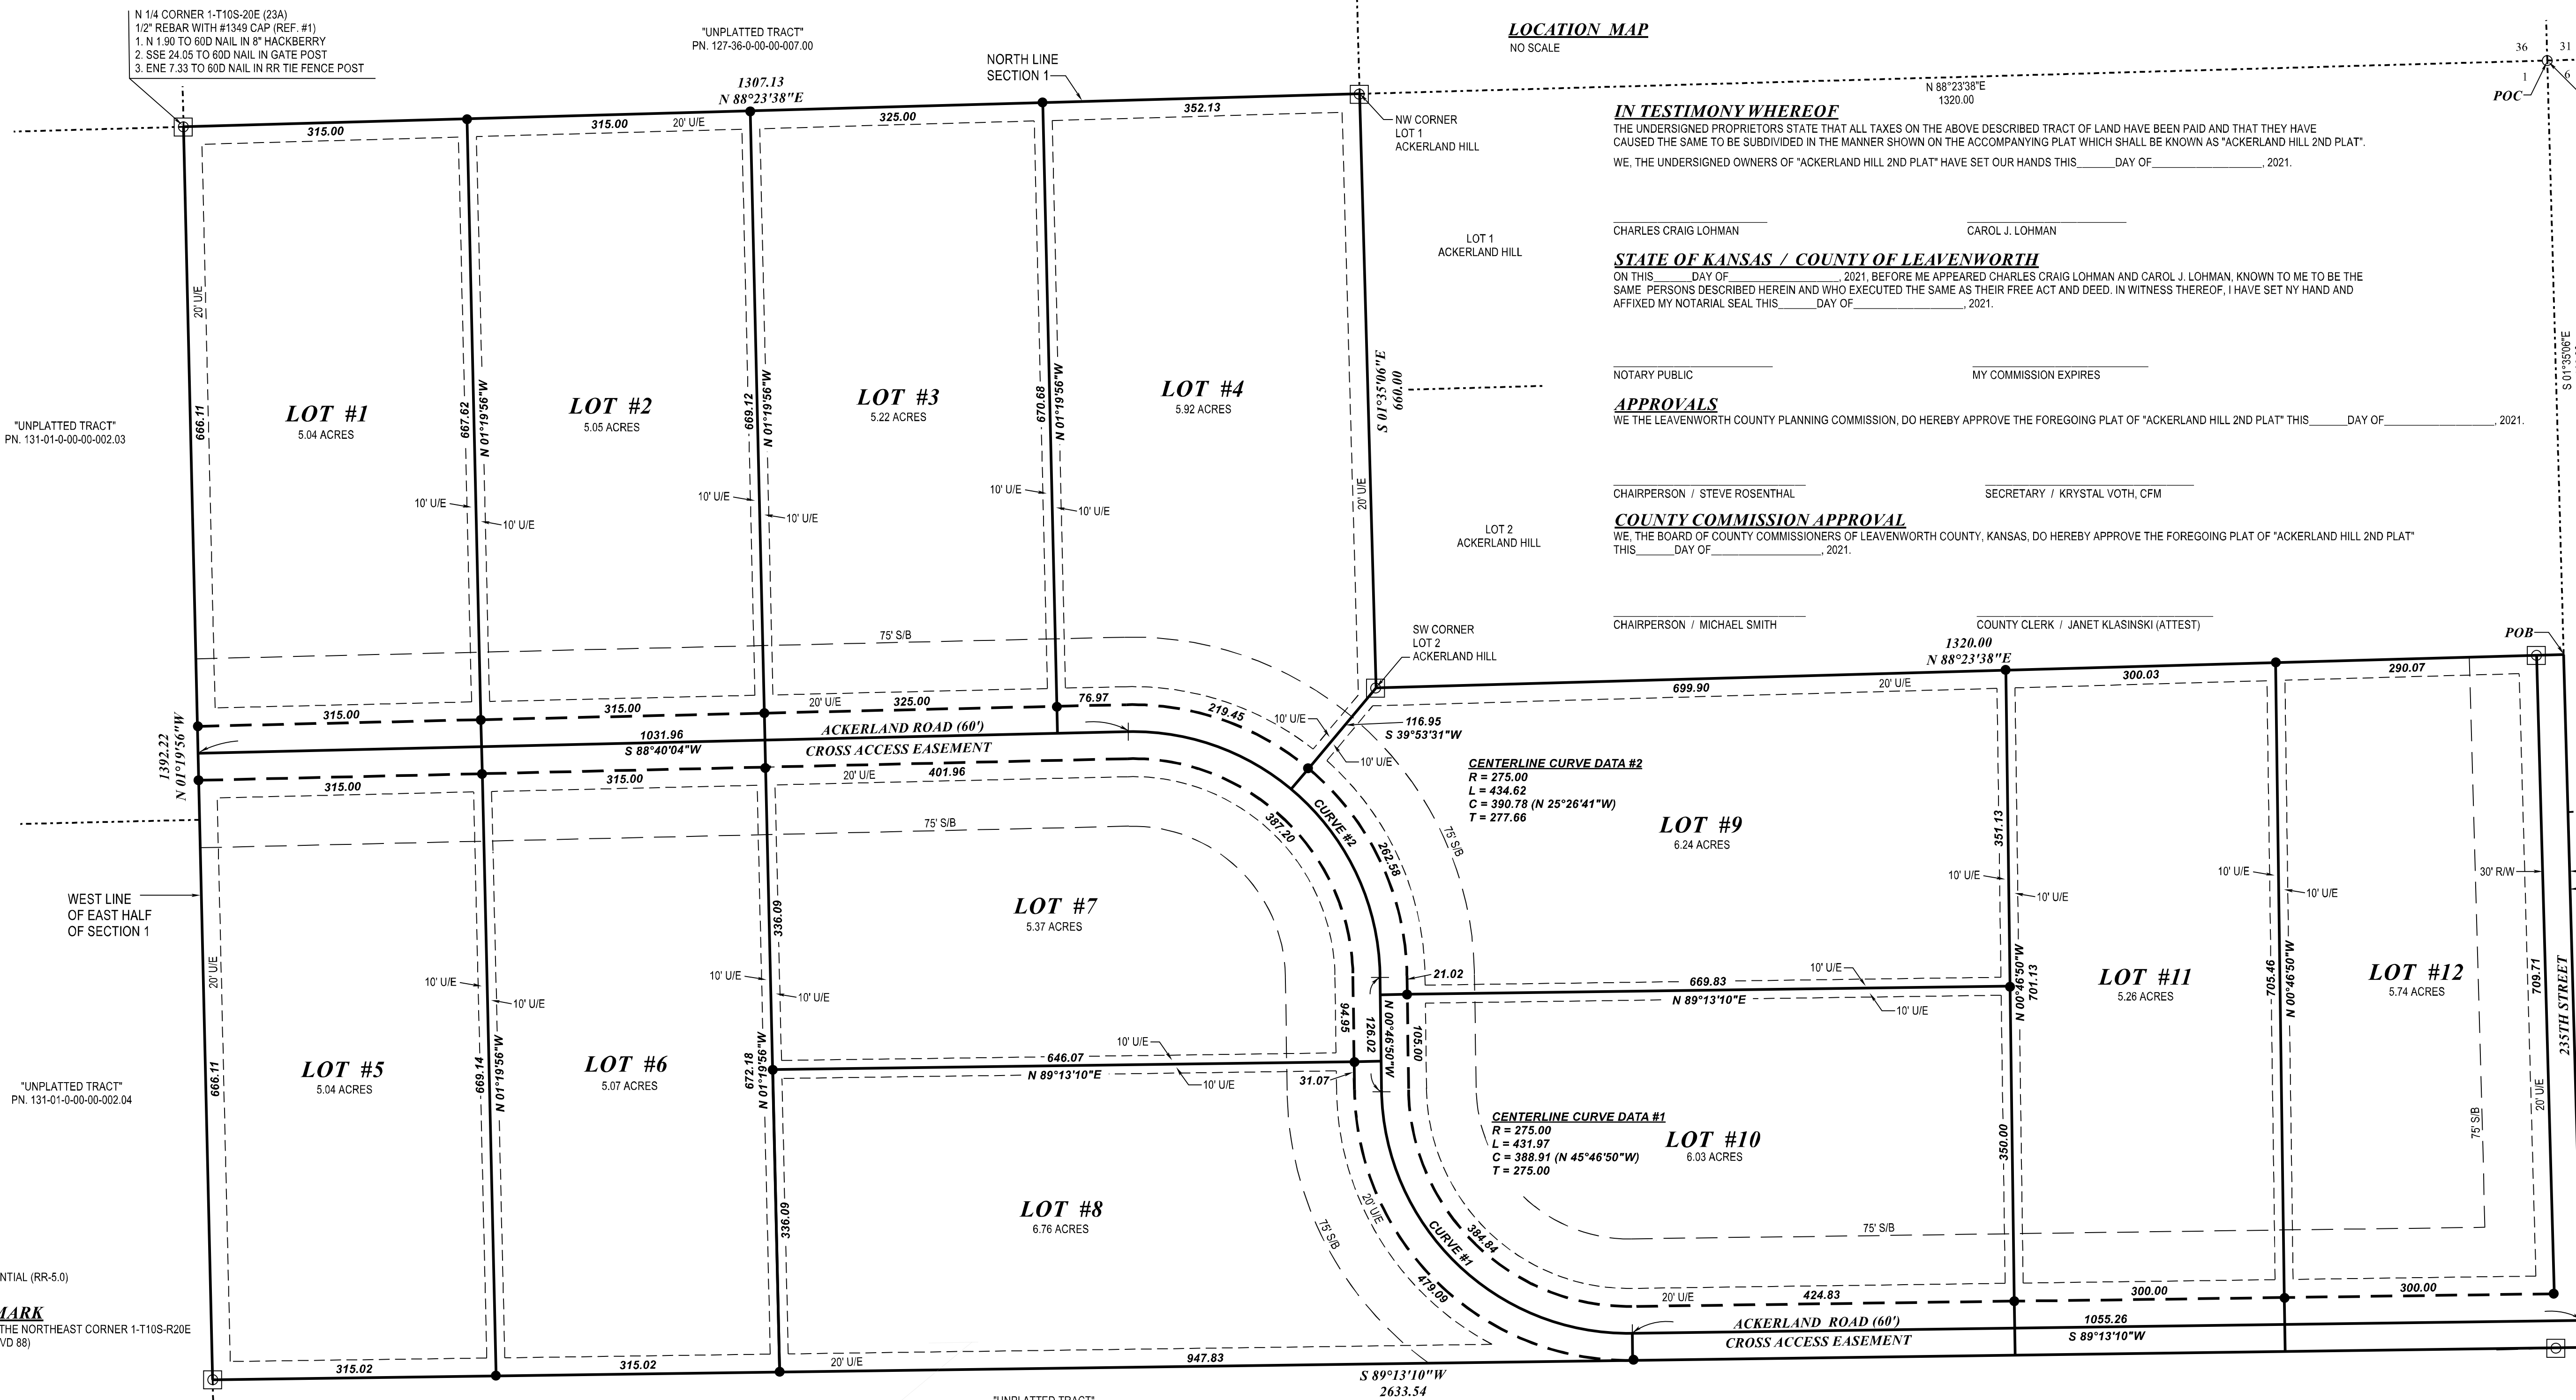 N 1/4 CORNER 1-T10S-20E (23A)
1/2" REBAR WITH #1349 CAP (REF. #1)
1. N 1.90 TO 60D NAIL IN 8" HACKBERRY
2. SSE 24.05 TO 60D NAIL IN GATE POST
3. ENE 7.33 TO 60D NAIL IN RR TIE FENCE POST
"UNPLATTED TRACT"
PN. 127-36-0-00-00-007.00
1307.13
N 88°23'38"E
NORTH LINE
SECTION 1
315.00
315.00
20' U/E
325.00
352.13
NW CORNER
LOT 1
ACKERLAND HILL
LOCATION MAP
NO SCALE
N 88°23'38"E
1320.00
36
31
1
6
POC
IN TESTIMONY WHEREOF
THE UNDERSIGNED PROPRIETORS STATE THAT ALL TAXES ON THE ABOVE DESCRIBED TRACT OF LAND HAVE BEEN PAID AND THAT THEY HAVE
CAUSED THE SAME TO BE SUBDIVIDED IN THE MANNER SHOWN ON THE ACCOMPANYING PLAT WHICH SHALL BE KNOWN AS "ACKERLAND HILL 2ND PLAT".
WE, THE UNDERSIGNED OWNERS OF "ACKERLAND HILL 2ND PLAT" HAVE SET OUR HANDS THIS_______DAY OF____________________, 2021.
CHARLES CRAIG LOHMAN
CAROL J. LOHMAN
STATE OF KANSAS / COUNTY OF LEAVENWORTH
ON THIS_______DAY OF____________________, 2021, BEFORE ME APPEARED CHARLES CRAIG LOHMAN AND CAROL J. LOHMAN, KNOWN TO ME TO BE THE
SAME PERSONS DESCRIBED HEREIN AND WHO EXECUTED THE SAME AS THEIR FREE ACT AND DEED. IN WITNESS THEREOF, I HAVE SET NY HAND AND
AFFIXED MY NOTARIAL SEAL THIS_______DAY OF____________________, 2021.
NOTARY PUBLIC
MY COMMISSION EXPIRES
APPROVALS
WE THE LEAVENWORTH COUNTY PLANNING COMMISSION, DO HEREBY APPROVE THE FOREGOING PLAT OF "ACKERLAND HILL 2ND PLAT" THIS_______DAY OF____________________, 2021.
CHAIRPERSON / STEVE ROSENTHAL
SECRETARY / KRYSTAL VOTH, CFM
COUNTY COMMISSION APPROVAL
WE, THE BOARD OF COUNTY COMMISSIONERS OF LEAVENWORTH COUNTY, KANSAS, DO HEREBY APPROVE THE FOREGOING PLAT OF "ACKERLAND HILL 2ND PLAT"
THIS_______DAY OF____________________, 2021.
CHAIRPERSON / MICHAEL SMITH
COUNTY CLERK / JANET KLASINSKI (ATTEST)
S 01°35'06"E
LOT 1
ACKERLAND HILL
LOT 2
ACKERLAND HILL
SW CORNER
LOT 2
ACKERLAND HILL
S 01°35'06"E
660.00
20' U/E
20' U/E
"UNPLATTED TRACT"
PN. 131-01-0-00-00-002.03
666.11
LOT #1
5.04 ACRES
667.62
N 01°19'56"W
LOT #2
5.05 ACRES
669.12
N 01°19'56"W
LOT #3
5.22 ACRES
670.68
N 01°19'56"W
LOT #4
5.92 ACRES
10' U/E
10' U/E
10' U/E
10' U/E
10' U/E
10' U/E
75' S/B
315.00
315.00
20' U/E
325.00
76.97
219.45
10' U/E
10' U/E
116.95
S 39°53'31"W
1392.22
N 01°19'56"W
1031.96
S 88°40'04"W
ACKERLAND ROAD (60')
CROSS ACCESS EASEMENT
315.00
315.00
20' U/E
401.96
75' S/B
387.20
CURVE #2
262.58
75' S/B
CENTERLINE CURVE DATA #2
R = 275.00
L = 434.62
C = 390.78 (N 25°26'41"W)
T = 277.66
1320.00
N 88°23'38"E
POB
699.90
20' U/E
300.03
290.07
LOT #9
6.24 ACRES
351.13
10' U/E
10' U/E
10' U/E
10' U/E
30' R/W
WEST LINE
OF EAST HALF
OF SECTION 1
20' U/E
666.11
LOT #5
5.04 ACRES
10' U/E
10' U/E
669.14
N 01°19'56"W
LOT #6
5.07 ACRES
10' U/E
10' U/E
672.18
N 01°19'56"W
336.09
LOT #7
5.37 ACRES
10' U/E
646.07
N 89°13'10"E
10' U/E
31.07
94.95
126.02
N 00°46'50"W
105.00
21.02
669.83
N 89°13'10"E
10' U/E
10' U/E
N 00°46'50"W
701.13
LOT #11
5.26 ACRES
705.46
N 00°46'50"W
LOT #12
5.74 ACRES
709.71
235TH STREET
20' U/E
75' S/B
"UNPLATTED TRACT"
PN. 131-01-0-00-00-002.04
336.09
LOT #8
6.76 ACRES
75' S/B
20' U/E
479.09
CURVE #1
384.84
CENTERLINE CURVE DATA #1
R = 275.00
L = 431.97
C = 388.91 (N 45°46'50"W)
T = 275.00
LOT #10
6.03 ACRES
350.00
75' S/B
20' U/E
424.83
300.00
300.00
ACKERLAND ROAD (60')
CROSS ACCESS EASEMENT
1055.26
S 89°13'10"W
NTIAL (RR-5.0)
MARK
THE NORTHEAST CORNER 1-T10S-R20E
VD 88)
315.02
315.02
20' U/E
947.83
S 89°13'10"W
2633.54
"UNPLATTED TRACT"